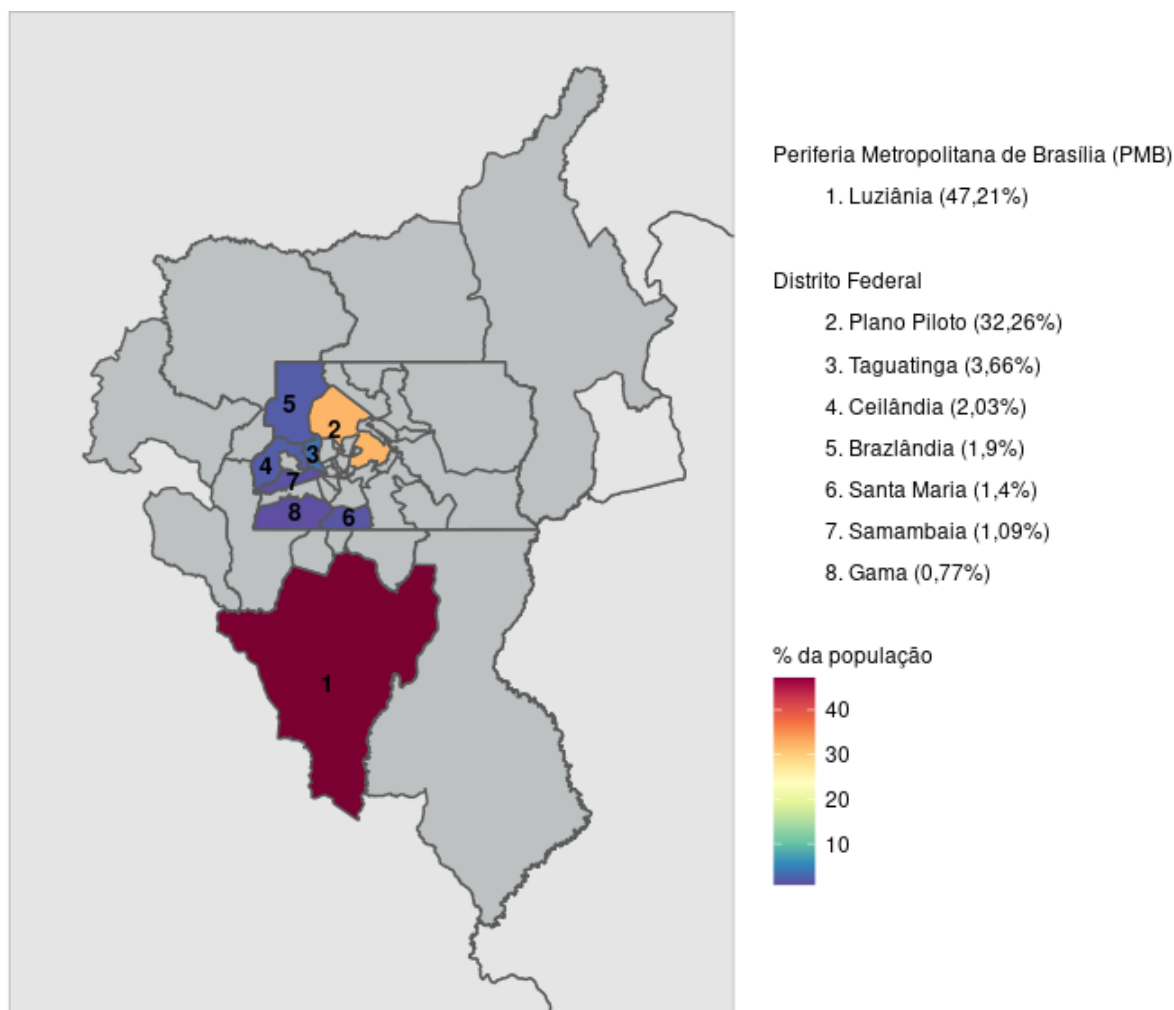 Periferia Metropolitana de Brasília (PMB)
1. Luziânia (47,21%)
Distrito Federal
2. Plano Piloto (32,26%)
3. Taguatinga (3,66%)
4. Ceilândia (2,03%)
5. Brazlândia (1,9%)
6. Santa Maria (1,4%)
7. Samambaia (1,09%)
8. Gama (0,77%)
% da população
40
30
20
10
5
2
3
4
7
8
6
1